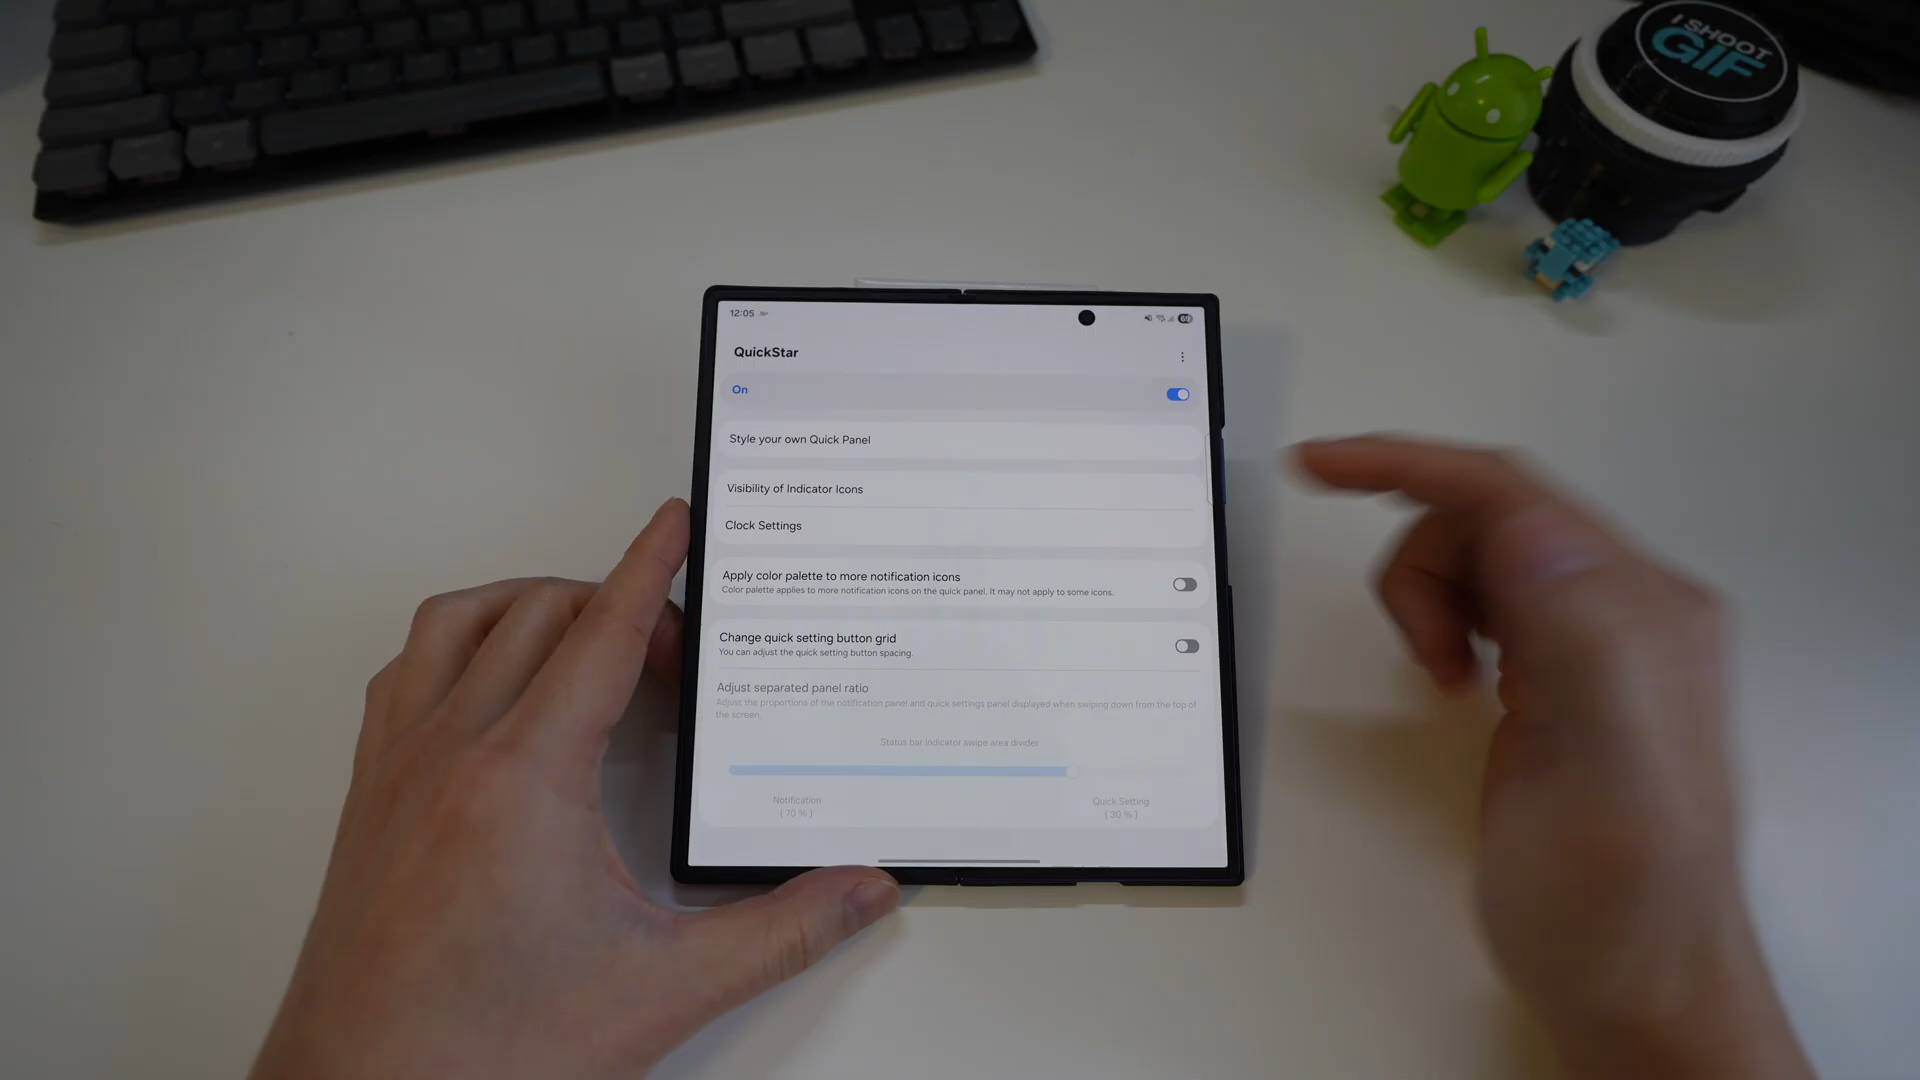 I SHOOT
GIF
12:05
69
QuickStar
On
Style your own Quick Panel
Visibility of Indicator Icons
Clock Settings
Apply color palette to more notification icons
Color palette applies to more notification icons on the quick panel. It may not apply to some icons.
Change quick setting button grid
You can adjust the quick setting button spacing.
Adjust separated panel ratio
Adjust the proportions of the notification panel and quick settings panel displayed when swiping down from the top of
the screen.
Status bar indicator swipe area divider
Notification
( 70 % )
Quick Setting
( 30 % )